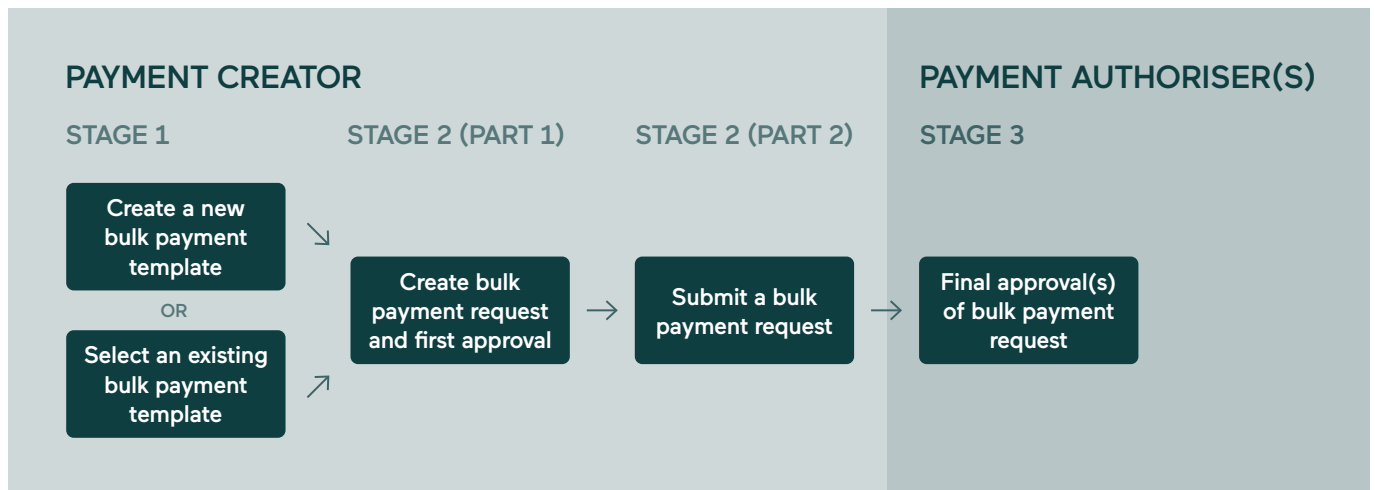 PAYMENT CREATOR
PAYMENT AUTHORISER(S)
STAGE 1
STAGE 2 (PART 1)
STAGE 2 (PART 2)
STAGE 3
Create a new
bulk payment
template
OR
Select an existing
bulk payment
template
Create bulk
payment request
and first approval
Submit a bulk
payment request
Final approval(s)
of bulk payment
request